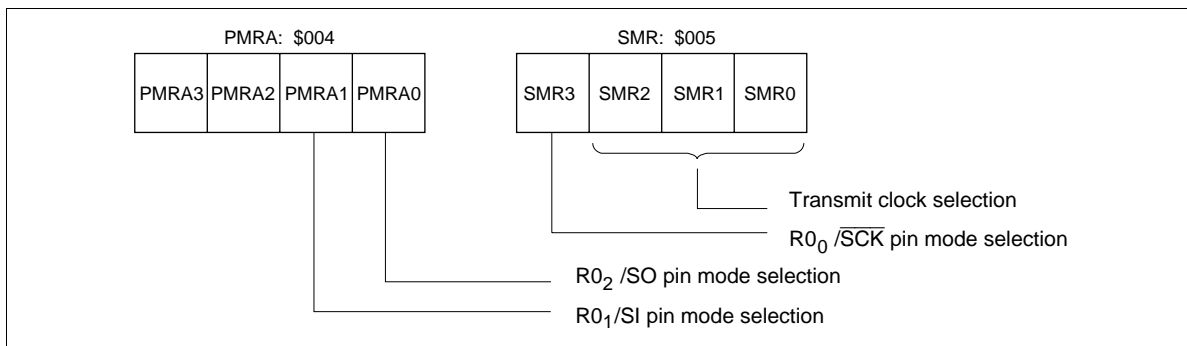 PMRA: $004
SMR: $005
PMRA3 PMRA2 PMRA1 PMRA0
SMR3 SMR2 SMR1 SMR0
Transmit clock selection
R0₀ /S̅C̅K̅ pin mode selection
R0₂ /SO pin mode selection
R0₁/SI pin mode selection